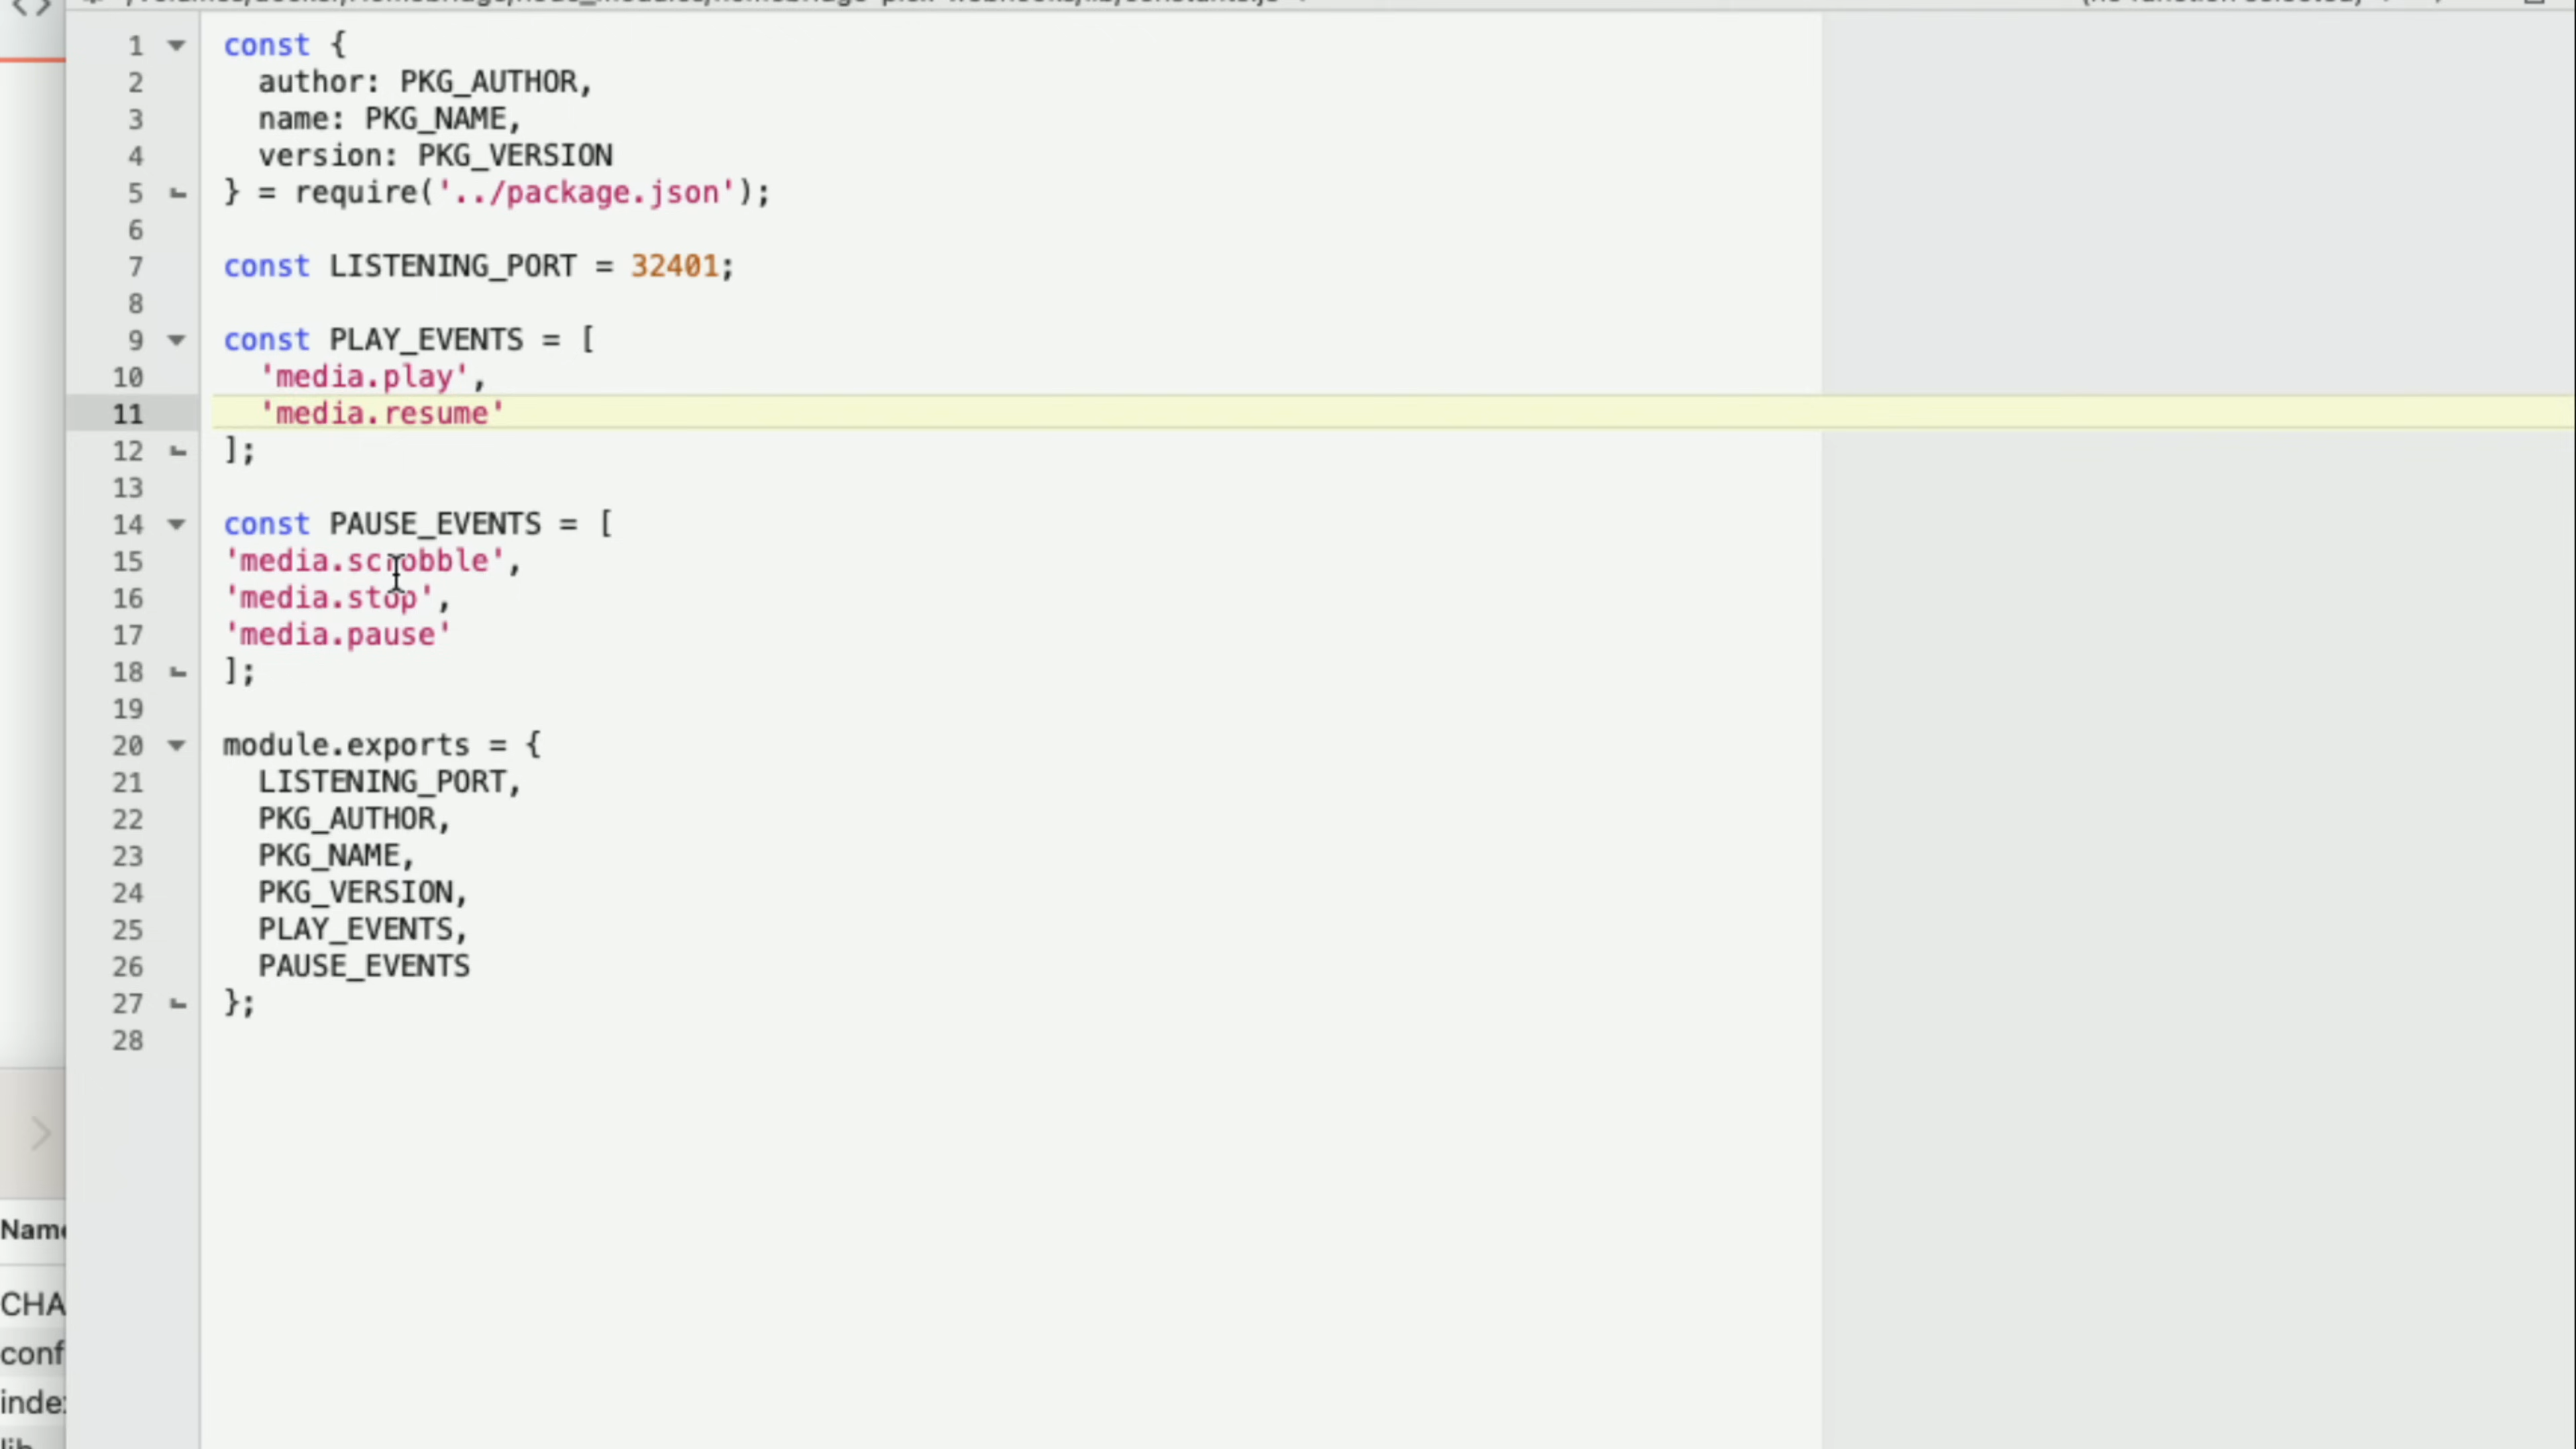 1 const {
2 author: PKG_AUTHOR,
3 name: PKG_NAME,
4 version: PKG_VERSION
5 } = require('../package.json');
6
7 const LISTENING_PORT = 32401;
8
9 const PLAY_EVENTS = [
10 'media.play',
11 'media.resume'
12 ];
13
14 const PAUSE_EVENTS = [
15 'media.scrobble',
16 'media.stop',
17 'media.pause'
18 ];
19
20 module.exports = {
21 LISTENING_PORT,
22 PKG_AUTHOR,
23 PKG_NAME,
24 PKG_VERSION,
25 PLAY_EVENTS,
26 PAUSE_EVENTS
27 };
28
Name
CHA
conf
inde